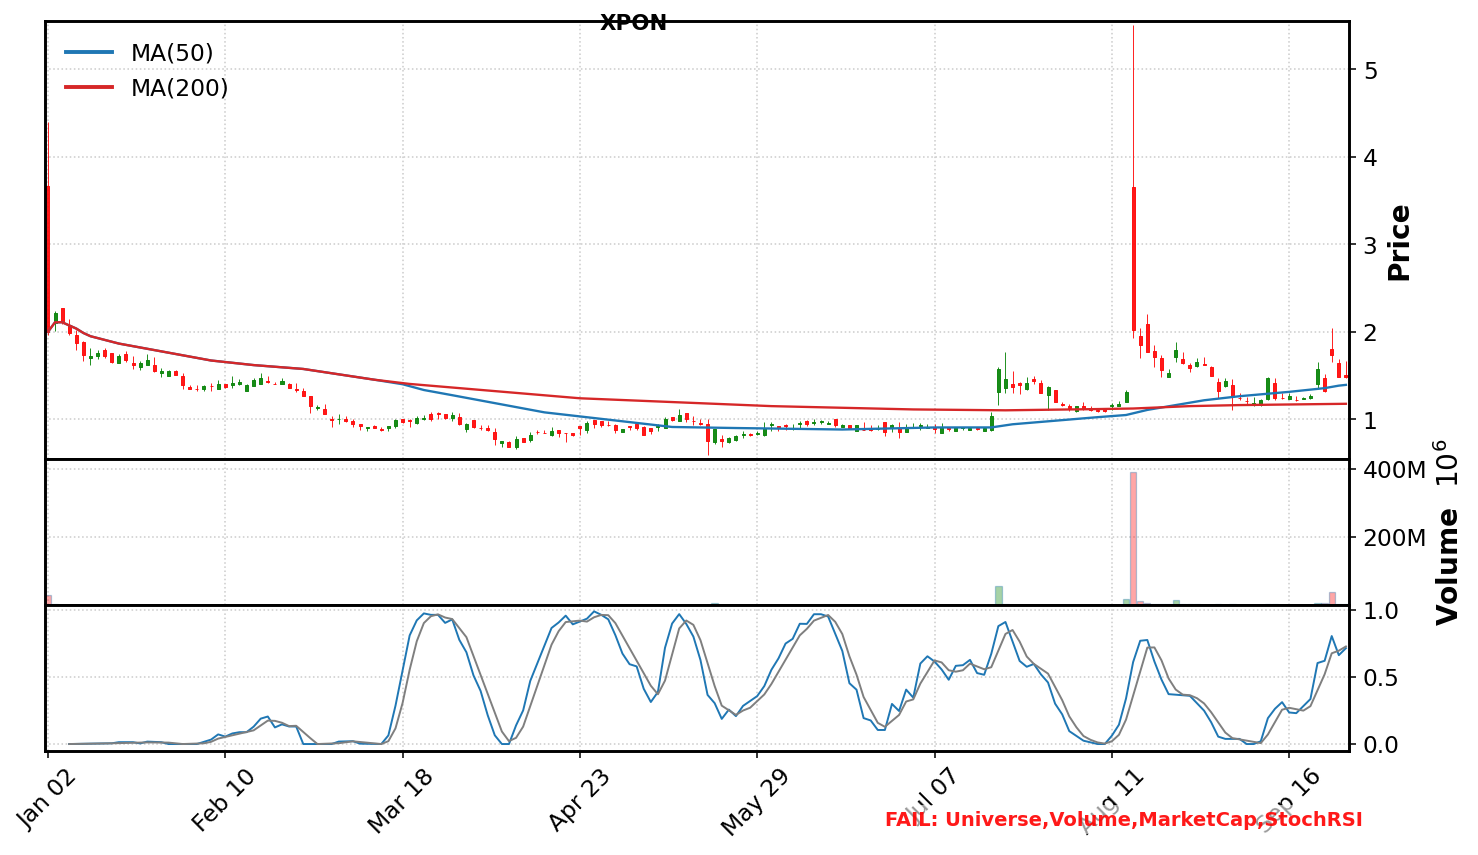 XPON
MA(50)
MA(200)
5
4
3
2
1
Price
400M
200M
Volume 10^6
1.0
0.5
0.0
Jan 02
Feb 10
Mar 18
Apr 23
May 29
Jul 07
Aug 11
Sep 16
FAIL: Universe,Volume,MarketCap,StochRSI